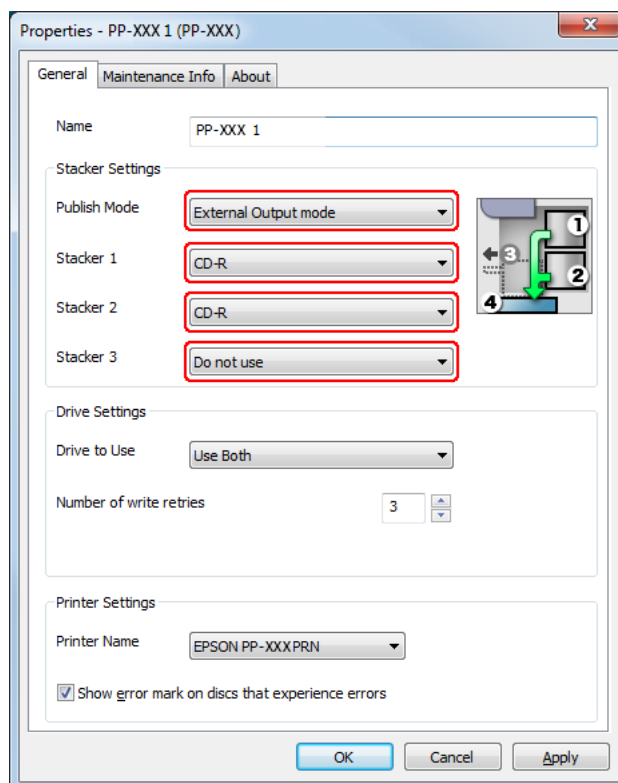 Properties - PP-XXX 1 (PP-XXX)
General Maintenance Info About
Name PP-XXX 1
Stacker Settings
Publish Mode External Output mode
Stacker 1 CD-R
Stacker 2 CD-R
Stacker 3 Do not use
1
3
2
4
Drive Settings
Drive to Use Use Both
Number of write retries 3
Printer Settings
Printer Name EPSON PP-XXXPRN
Show error mark on discs that experience errors
OK Cancel Apply